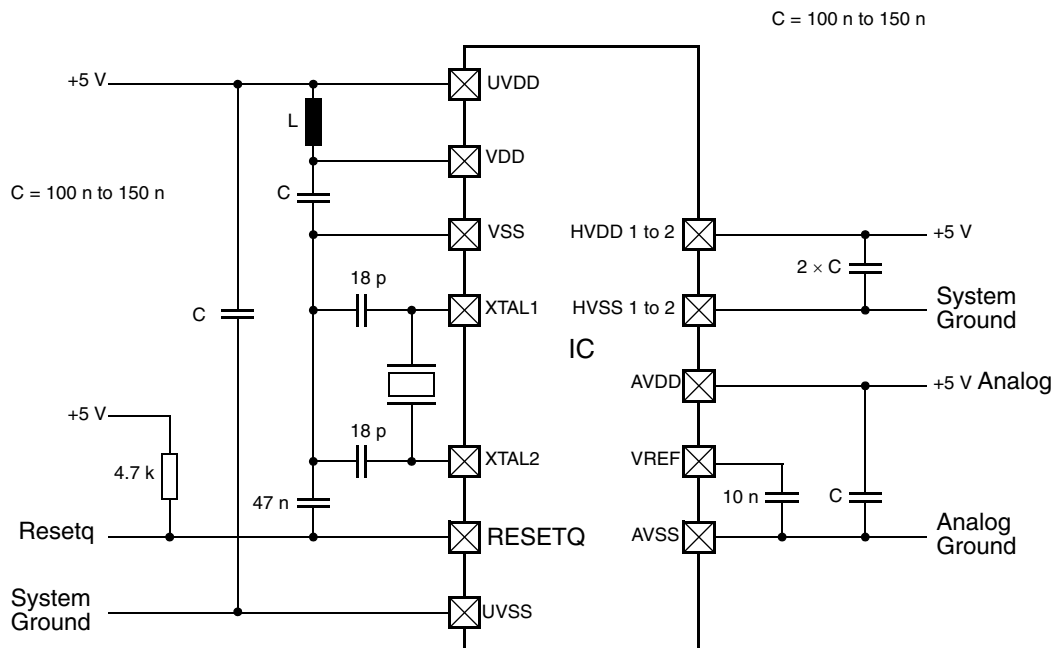 C = 100 n to 150 n
+5 V
UVDD
L
VDD
C = 100 n to 150 n
C
VSS
HVDD 1 to 2
+5 V
18 p
2 × C
C
XTAL1
HVSS 1 to 2
System
Ground
IC
AVDD
+5 V Analog
+5 V
18 p
4.7 k
XTAL2
VREF
47 n
10 n
C
Resetq
RESETQ
AVSS
Analog
Ground
System
Ground
UVSS